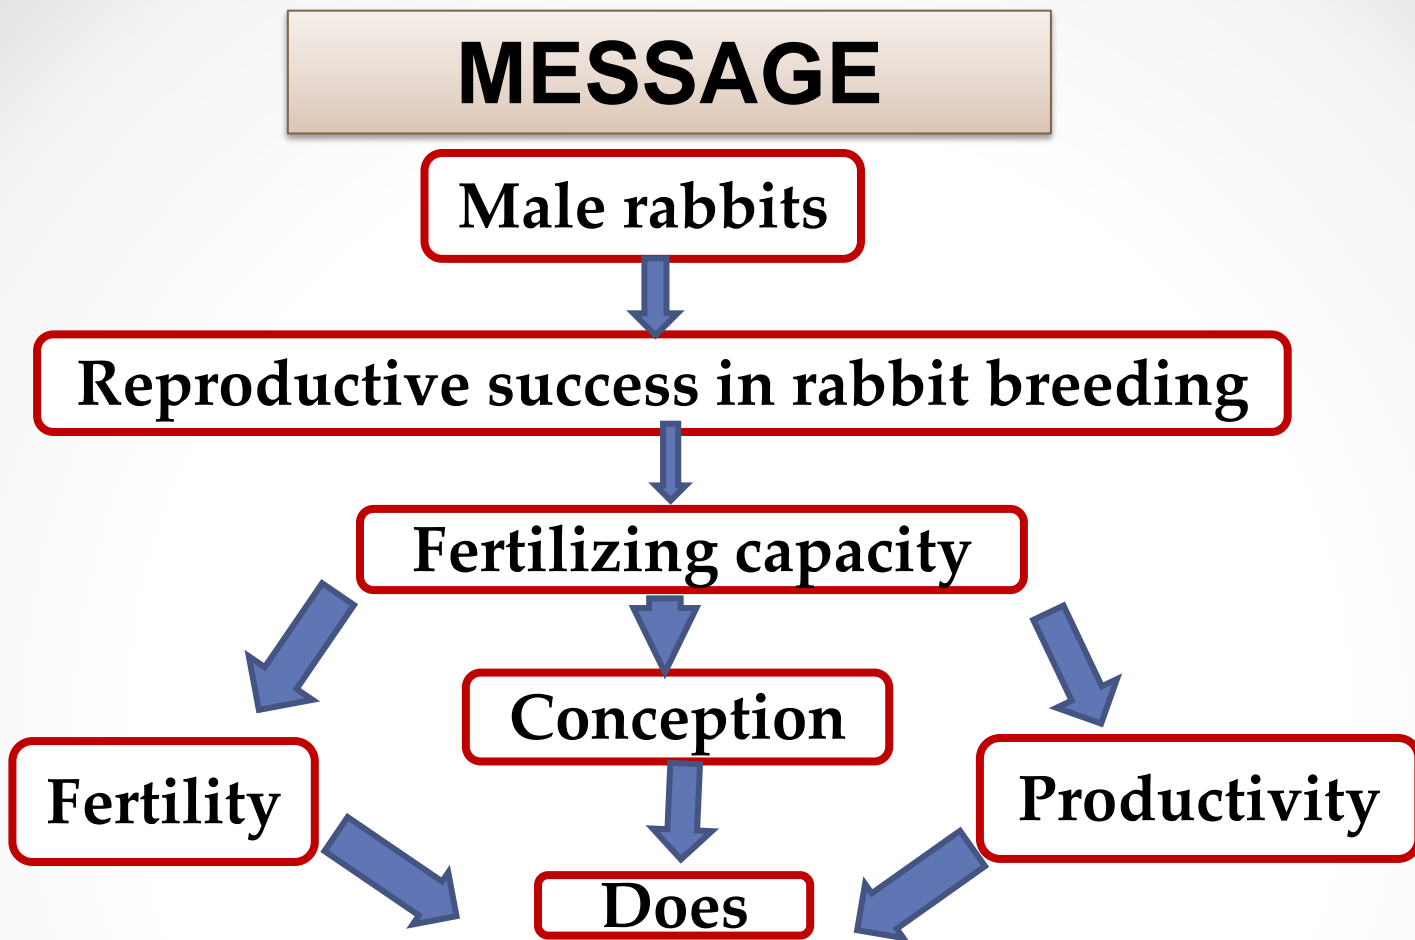 MESSAGE
Male rabbits
Reproductive success in rabbit breeding
Fertilizing capacity
Conception
Fertility
Productivity
Does